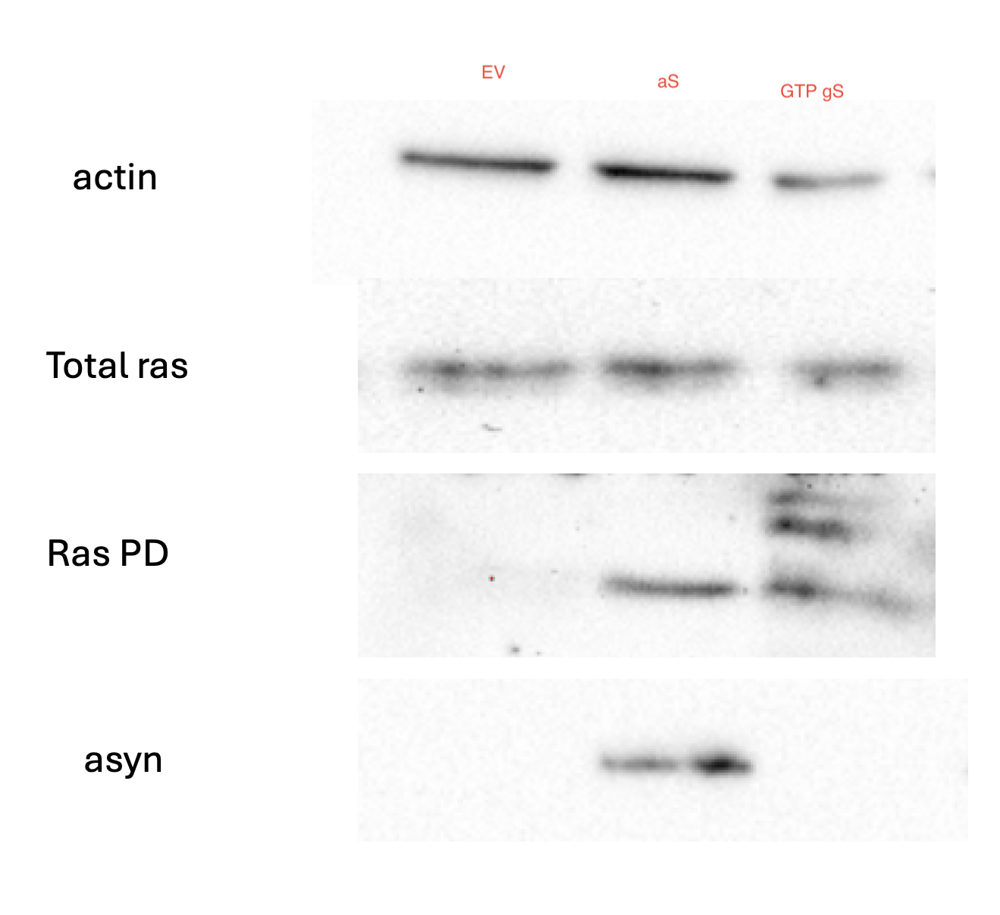 EV
aS
GTP gS
actin
Total ras
Ras PD
asyn